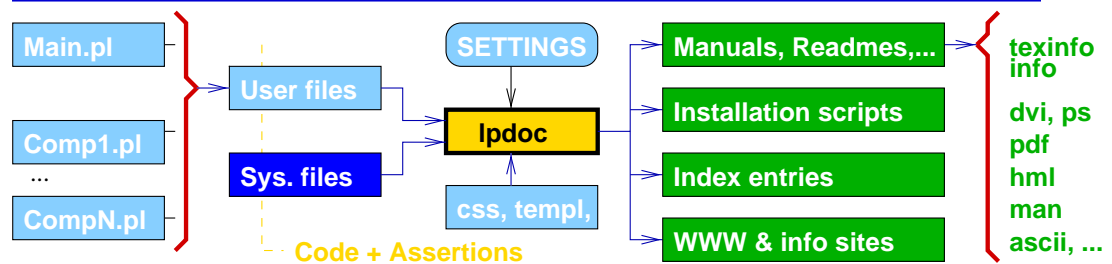 Main.pl
Comp1.pl
...
CompN.pl
User files
Sys. files
Code + Assertions
SETTINGS
lpdoc
css, templ,
Manuals, Readmes,...
Installation scripts
Index entries
WWW & info sites
texinfo
info
dvi, ps
pdf
hml
man
ascii, ...